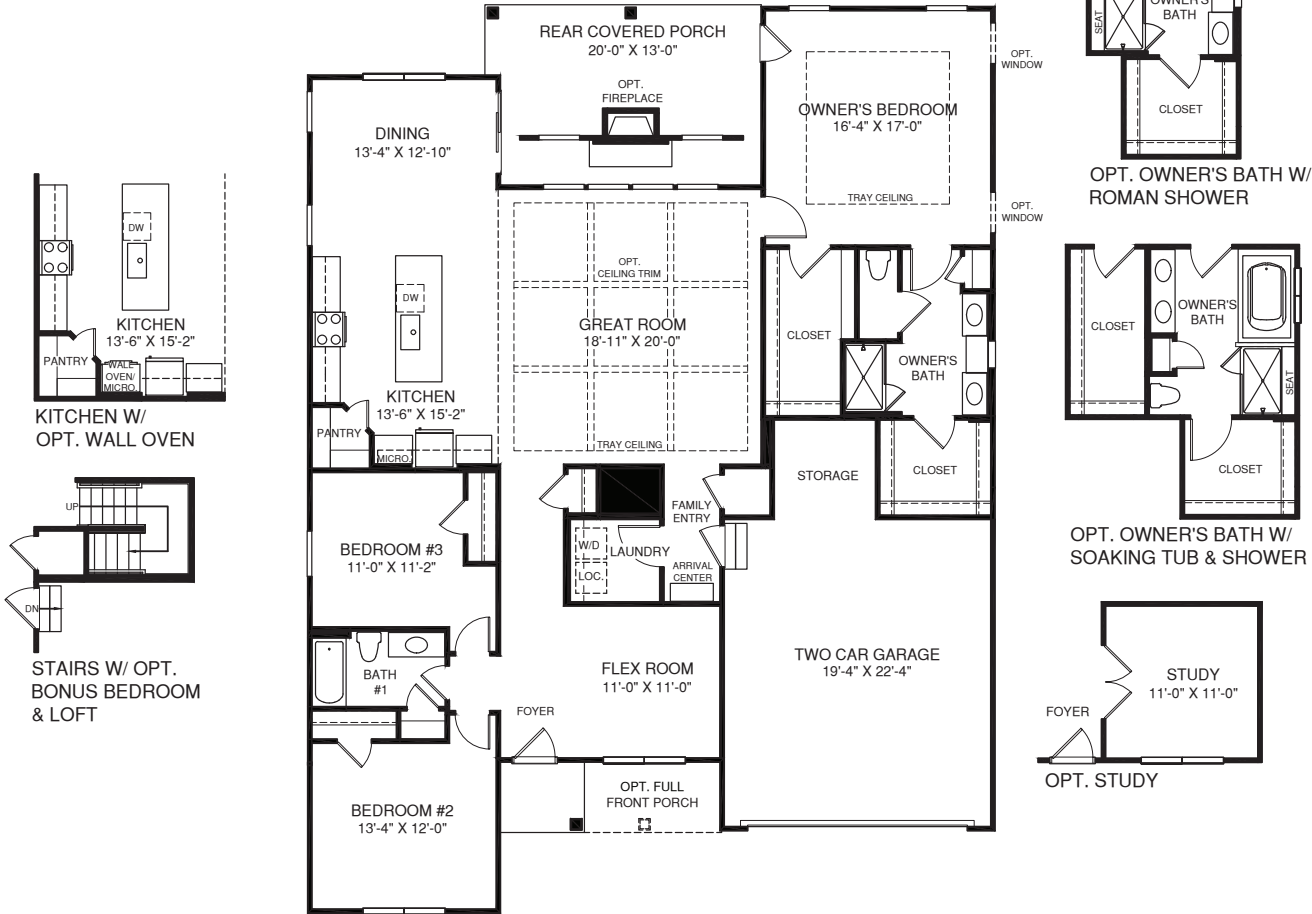 REAR COVERED PORCH
20'-0" X 13'-0"
OPT.
FIREPLACE
OPT.
WINDOW
OWNER'S BEDROOM
16'-4" X 17'-0"
TRAY CEILING
OPT.
WINDOW
DINING
13'-4" X 12'-10"
OPT.
CEILING TRIM
GREAT ROOM
18'-11" X 20'-0"
TRAY CEILING
DW
KITCHEN
13'-6" X 15'-2"
PANTRY
MICRO.
CLOSET
OWNER'S
BATH
CLOSET
STORAGE
FAMILY
ENTRY
W/D
LOC.
LAUNDRY
ARRIVAL
CENTER
BEDROOM #3
11'-0" X 11'-2"
BATH
#1
FLEX ROOM
11'-0" X 11'-0"
FOYER
TWO CAR GARAGE
19'-4" X 22'-4"
OPT. FULL
FRONT PORCH
BEDROOM #2
13'-4" X 12'-0"
DW
KITCHEN
13'-6" X 15'-2"
PANTRY
WALL
OVEN/
MICRO.
KITCHEN W/
OPT. WALL OVEN
UP
DN
STAIRS W/ OPT.
BONUS BEDROOM
& LOFT
SEAT
OWNER'S
BATH
CLOSET
OPT. OWNER'S BATH W/
ROMAN SHOWER
CLOSET
OWNER'S
BATH
SEAT
CLOSET
OPT. OWNER'S BATH W/
SOAKING TUB & SHOWER
STUDY
11'-0" X 11'-0"
FOYER
OPT. STUDY